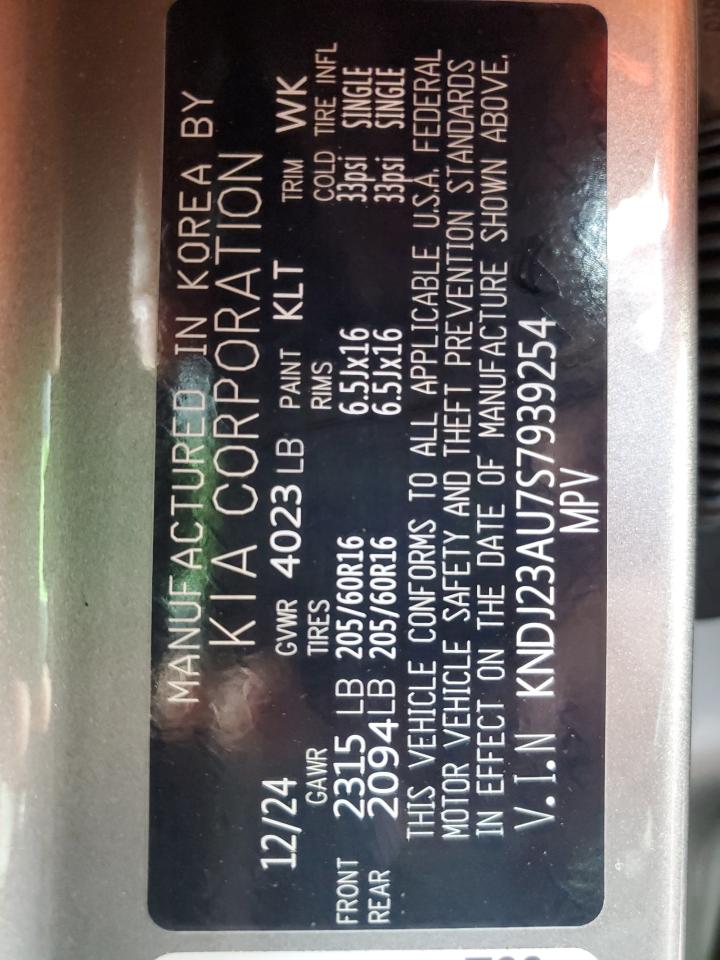 MANUFACTURED IN KOREA BY
KIA CORPORATION
12/24 GVWR 4023 LB PAINT KLT TRIM WK
GAWR TIRES RIMS COLD TIRE INFL
FRONT 2315 LB 205/60R16 6.5Jx16 33psi SINGLE
REAR 2094LB 205/60R16 6.5Jx16 33psi SINGLE
THIS VEHICLE CONFORMS TO ALL APPLICABLE U.S.A. FEDERAL
MOTOR VEHICLE SAFETY AND THEFT PREVENTION STANDARDS
IN EFFECT ON THE DATE OF MANUFACTURE SHOWN ABOVE.
V.I.N KNDJ23AU7S7939254
MPV